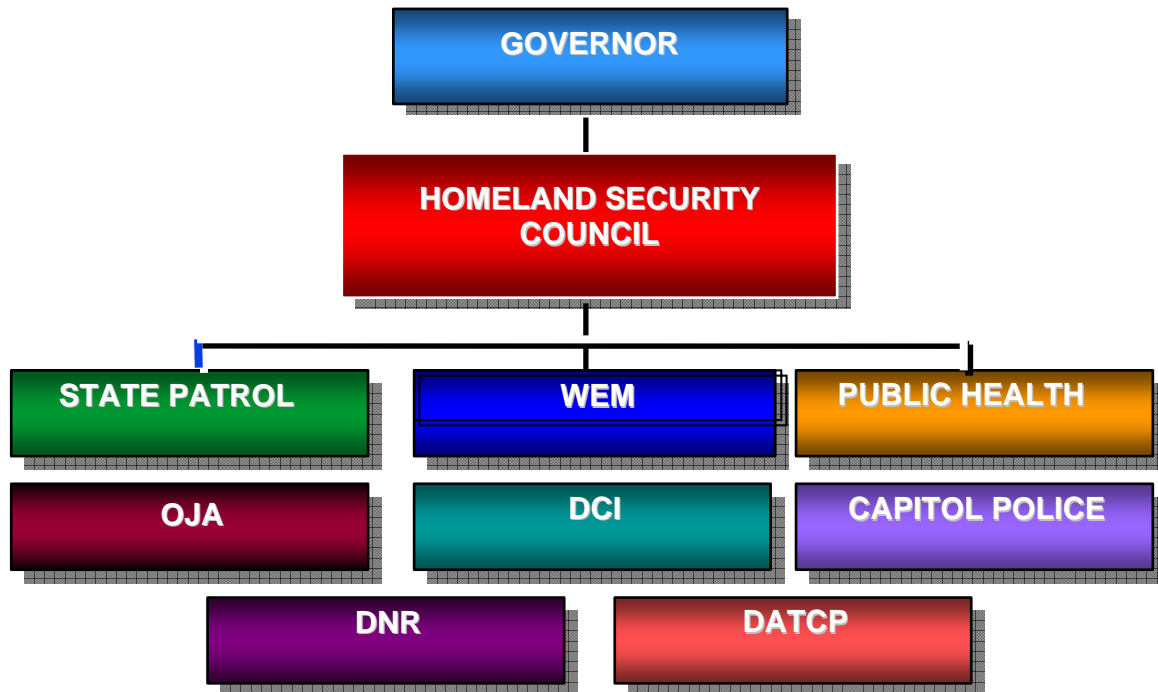 GOVERNOR
HOMELAND SECURITY
COUNCIL
STATE PATROL
WEM
PUBLIC HEALTH
OJA
DCI
CAPITOL POLICE
DNR
DATCP